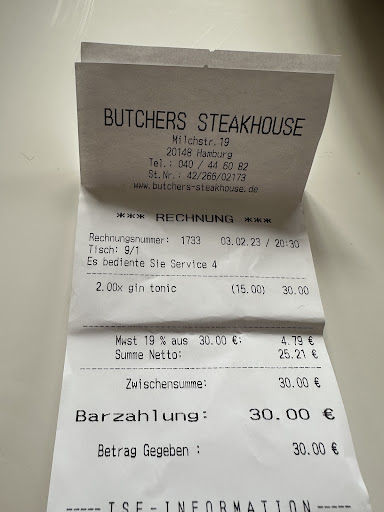 BUTCHERS STEAKHOUSE
Milchstr.19
20148 Hamburg
Tel.: 040 / 44 60 82
St.Nr.: 42/266/02173
www.butchers-steakhouse.de
*** RECHNUNG ***
Rechnungsnummer: 1733 03.02.23 / 20:30
Tisch: 9/1
Es bediente Sie Service 4
2.00x gin tonic (15.00) 30.00
Mwst 19 % aus 30.00 €: 4.79 €
Summe Netto: 25.21 €
Zwischensumme: 30.00 €
Barzahlung: 30.00 €
Betrag Gegeben : 30.00 €
-----TSE-INFORMATION-----